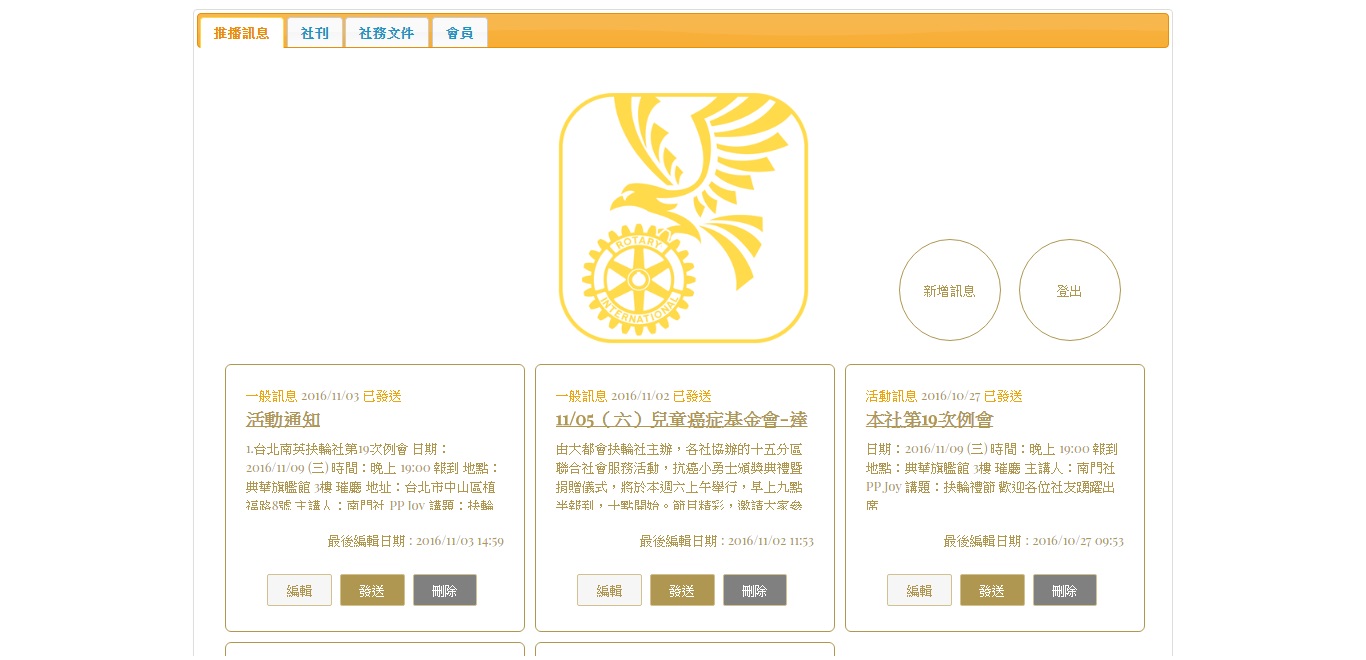 推播訊息 社刊 社務文件 會員
ROTARY
INTERNATIONAL
新增訊息 登出
一般訊息 2016/11/03 已發送
活動通知
1.台北南英扶輪社第19次例會 日期：
2016/11/09 (三) 時間：晚上 19:00 報到 地點：
典華旗艦館 3樓 璀廳 地址：台北市中山區植
福路8號 主講人：南門社 PP Joy 講題：扶輪
最後編輯日期 : 2016/11/03 14:59
編輯 發送 刪除
一般訊息 2016/11/02 已發送
11/05（六）兒童癌症基金會-達
由大都會扶輪社主辦，各社協辦的十五分區
聯合社會服務活動，抗癌小勇士頒獎典禮暨
捐贈儀式，將於本週六上午舉行，早上九點
半報到，十點開始。節目精彩，邀請大家參
最後編輯日期 : 2016/11/02 11:53
編輯 發送 刪除
活動訊息 2016/10/27 已發送
本社第19次例會
日期：2016/11/09 (三) 時間：晚上 19:00 報到
地點：典華旗艦館 3樓 璀廳 主講人：南門社
PP Joy 講題：扶輪禮節 歡迎各位社友踴躍出
席
最後編輯日期 : 2016/10/27 09:53
編輯 發送 刪除